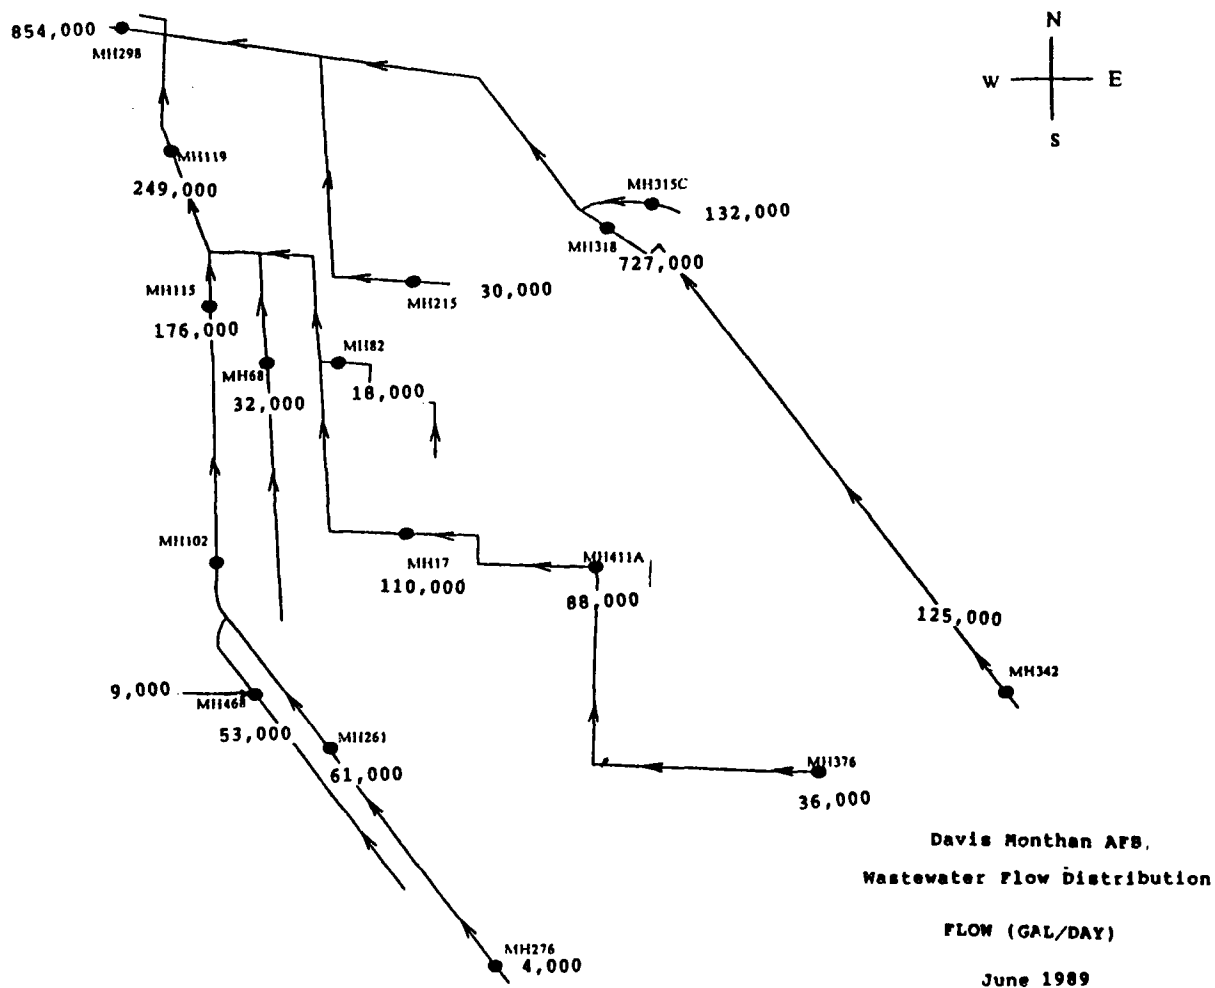 N
854,000
MH298
W
E
S
MH119
249,000
MH315C
132,000
MH318
727,000
MH115
176,000
MH215
30,000
MH82
MH68
18,000
32,000
MH102
MH17
110,000
MH411A
88,000
125,000
MH342
9,000
MH468
53,000
MH261
61,000
MH376
36,000
MH276
4,000
Davis Monthan AFB.
Wastewater Flow Distribution
FLOW (GAL/DAY)
June 1989